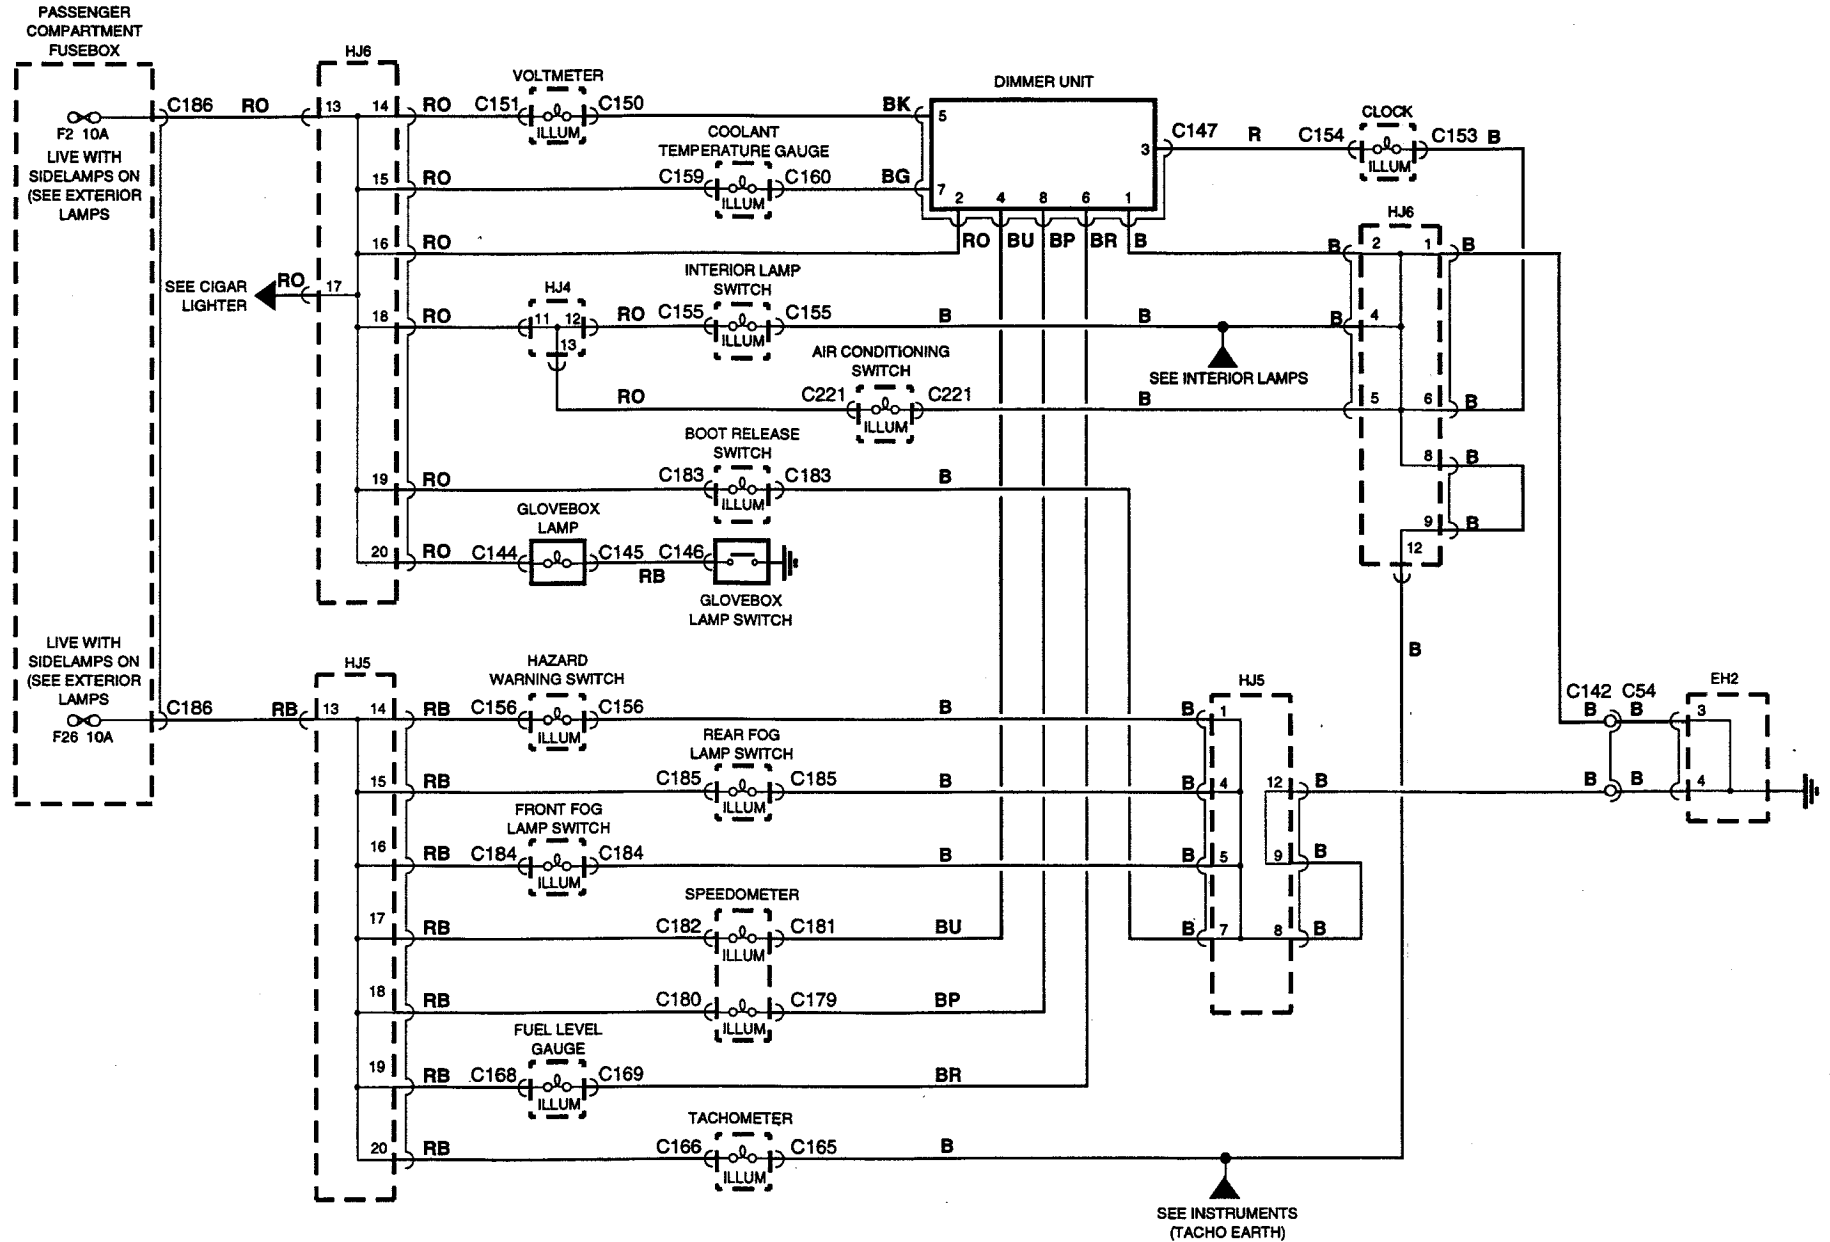 PASSENGER
COMPARTMENT
FUSEBOX
F2 10A
LIVE WITH
SIDELAMPS ON
(SEE EXTERIOR
LAMPS
C186 RO
HJ6
13 14 RO C151
VOLTMETER
ILLUM
C150 BK 5
DIMMER UNIT
3 C147 R C154
CLOCK
ILLUM
C153 B
15 RO C159
COOLANT
TEMPERATURE GAUGE
ILLUM
C160 BG 7
2 4 8 6 1
RO BU BP BR B
16 RO
SEE CIGAR
LIGHTER
RO 17
18 RO
HJ4
11 12
13
RO C155
INTERIOR LAMP
SWITCH
ILLUM
C155 B B
SEE INTERIOR LAMPS
HJ6
B 2 1 B
B 4
RO C221
AIR CONDITIONING
SWITCH
ILLUM
C221 B
5 6 B
8 B
9 B
12
B
19 RO C183
BOOT RELEASE
SWITCH
ILLUM
C183 B
20 RO C144
GLOVEBOX
LAMP
C145 C146
RB
GLOVEBOX
LAMP SWITCH
LIVE WITH
SIDELAMPS ON
(SEE EXTERIOR
LAMPS
F26 10A
C186 RB
HJ5
13 14 RB C156
HAZARD
WARNING SWITCH
ILLUM
C156 B B
HJ5
1
15 RB C185
REAR FOG
LAMP SWITCH
ILLUM
C185 B B 4
12 B
16 RB C184
FRONT FOG
LAMP SWITCH
ILLUM
C184 B B 5
9 B
17 RB C182
SPEEDOMETER
ILLUM
C181 BU
B 7 8 B
18 RB C180
ILLUM
C179 BP
19 RB C168
FUEL LEVEL
GAUGE
ILLUM
C169 BR
20 RB C166
TACHOMETER
ILLUM
C165 B
SEE INSTRUMENTS
(TACHO EARTH)
C142 C54
EH2
B B 3
B B 4